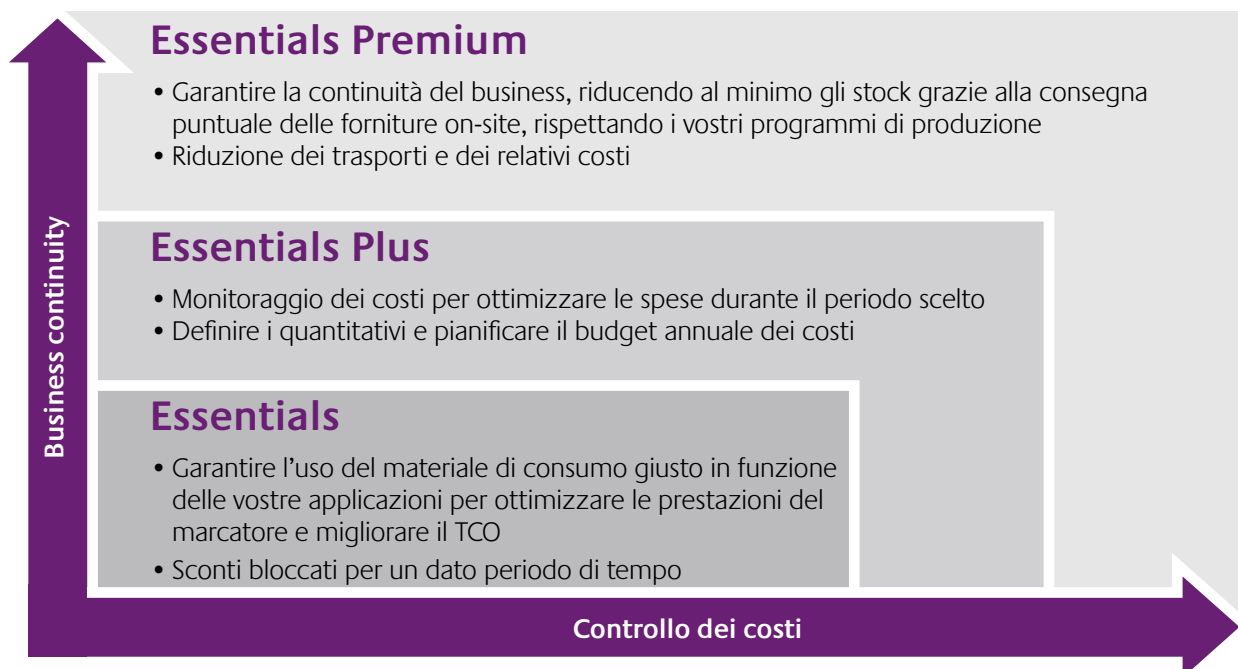 Essentials Premium
• Garantire la continuità del business, riducendo al minimo gli stock grazie alla consegna
puntuale delle forniture on-site, rispettando i vostri programmi di produzione
• Riduzione dei trasporti e dei relativi costi
Essentials Plus
• Monitoraggio dei costi per ottimizzare le spese durante il periodo scelto
• Definire i quantitativi e pianificare il budget annuale dei costi
Essentials
• Garantire l’uso del materiale di consumo giusto in funzione
delle vostre applicazioni per ottimizzare le prestazioni del
marcatore e migliorare il TCO
• Sconti bloccati per un dato periodo di tempo
Business continuity
Controllo dei costi